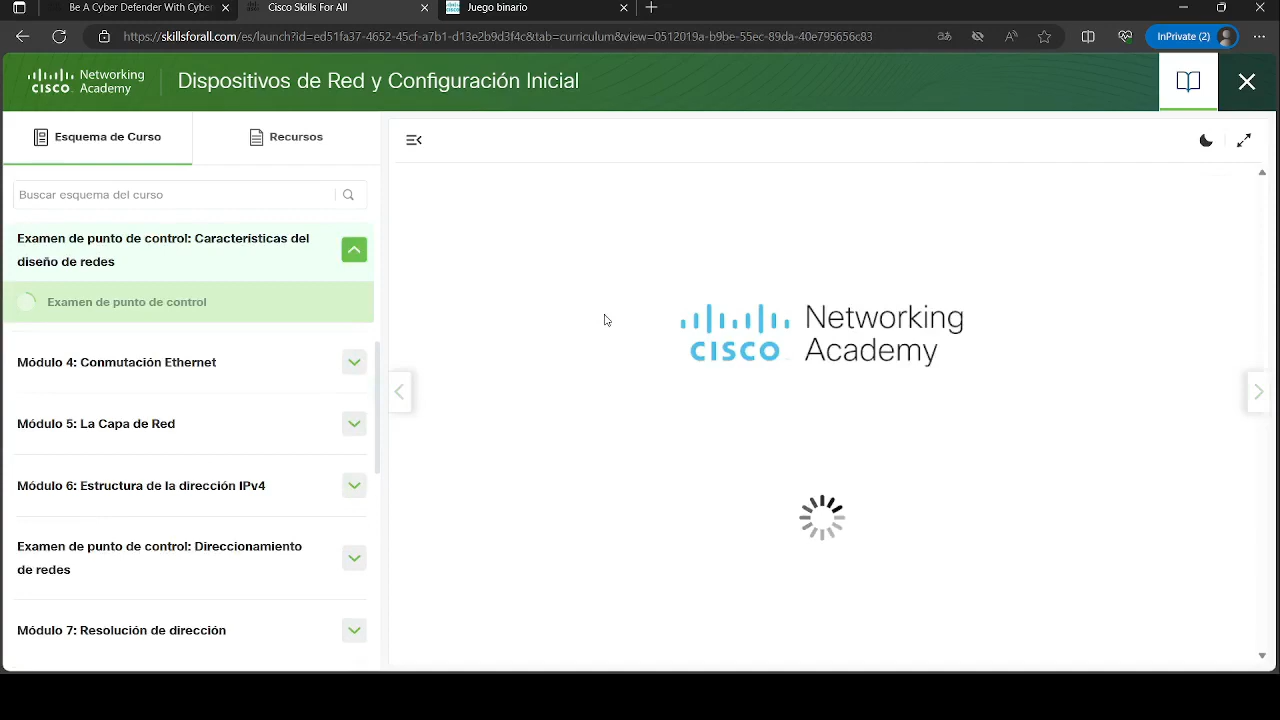 Be A Cyber Defender With Cyber
Cisco Skills For All
Juego binario
https://skillsforall.com/es/launch?id=ed51fa37-4652-45cf-a7b1-d13e2b9d3f4c&tab=curriculum&view=0512019a-b9be-55ec-89da-40e795656c83
InPrivate (2)
CISCO Networking Academy
Dispositivos de Red y Configuración Inicial
Esquema de Curso
Recursos
Buscar esquema del curso
Examen de punto de control: Características del
diseño de redes
Examen de punto de control
Módulo 4: Conmutación Ethernet
Módulo 5: La Capa de Red
Módulo 6: Estructura de la dirección IPv4
Examen de punto de control: Direccionamiento
de redes
Módulo 7: Resolución de dirección
Networking
CISCO Academy